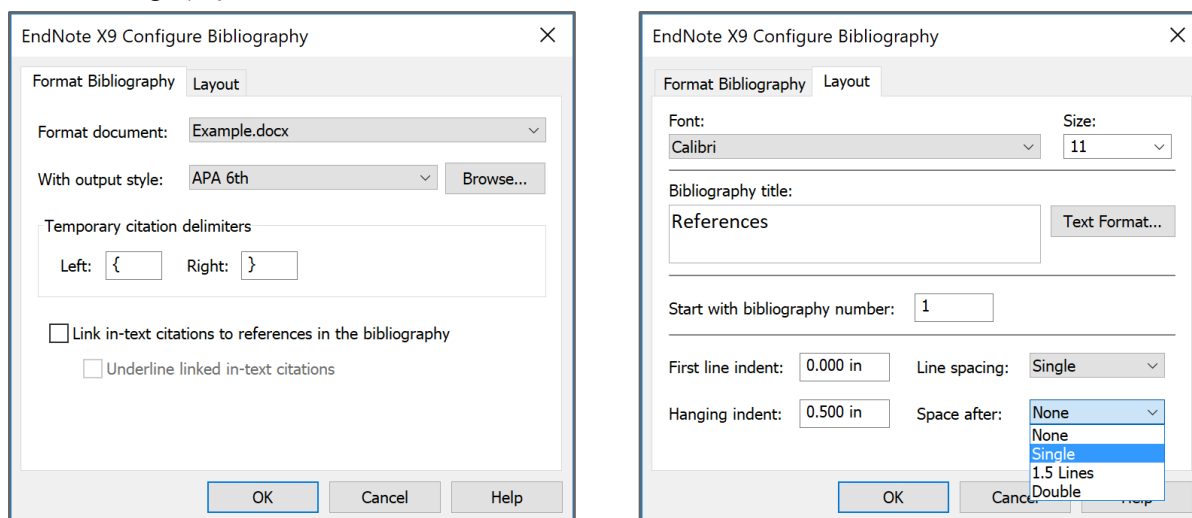 EndNote X9 Configure Bibliography
Format Bibliography Layout
Format document: Example.docx
With output style: APA 6th Browse...
Temporary citation delimiters
Left: { Right: }
Link in-text citations to references in the bibliography
Underline linked in-text citations
OK Cancel Help
EndNote X9 Configure Bibliography
Format Bibliography Layout
Font: Size:
Calibri 11
Bibliography title:
References Text Format...
Start with bibliography number: 1
First line indent: 0.000 in Line spacing: Single
Hanging indent: 0.500 in Space after: None
None
Single
1.5 Lines
Double
OK